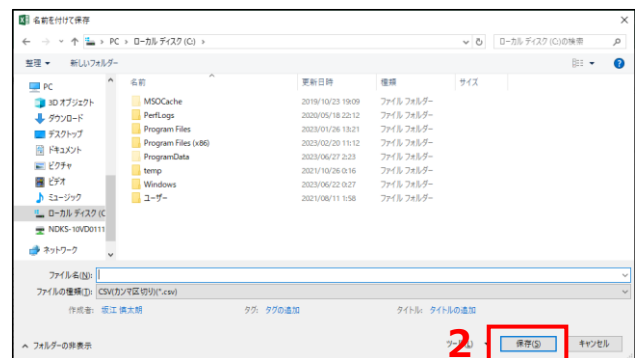 名前を付けて保存
PC > ローカル ディスク (C:) >
ローカル ディスク (C:)の検索
整理 新しいフォルダー
名前 更新日時 種類 サイズ
PC
3D オブジェクト
ダウンロード
デスクトップ
ドキュメント
ピクチャ
ビデオ
ミュージック
ローカル ディスク (C
NDKS-10VD0111
ネットワーク
MSOCache 2019/10/23 19:09 ファイル フォルダー
PerfLogs 2020/05/18 22:12 ファイル フォルダー
Program Files 2023/01/26 13:21 ファイル フォルダー
Program Files (x86) 2023/02/20 11:12 ファイル フォルダー
ProgramData 2023/06/27 2:23 ファイル フォルダー
temp 2021/10/26 0:16 ファイル フォルダー
Windows 2023/06/22 0:27 ファイル フォルダー
ユーザー 2021/08/11 1:58 ファイル フォルダー
ファイル名(N):
ファイルの種類(T): CSV(カンマ区切り)(*.csv)
作成者: 坂江 慎太朗 タグ: タグの追加 タイトル: タイトルの追加
フォルダーの非表示
2 保存(S) キャンセル